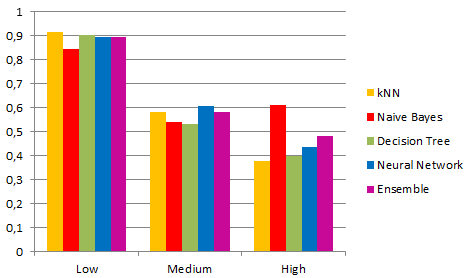 1
0,9
0,8
0,7
0,6
0,5
0,4
0,3
0,2
0,1
0
Low Medium High
kNN
Naive Bayes
Decision Tree
Neural Network
Ensemble